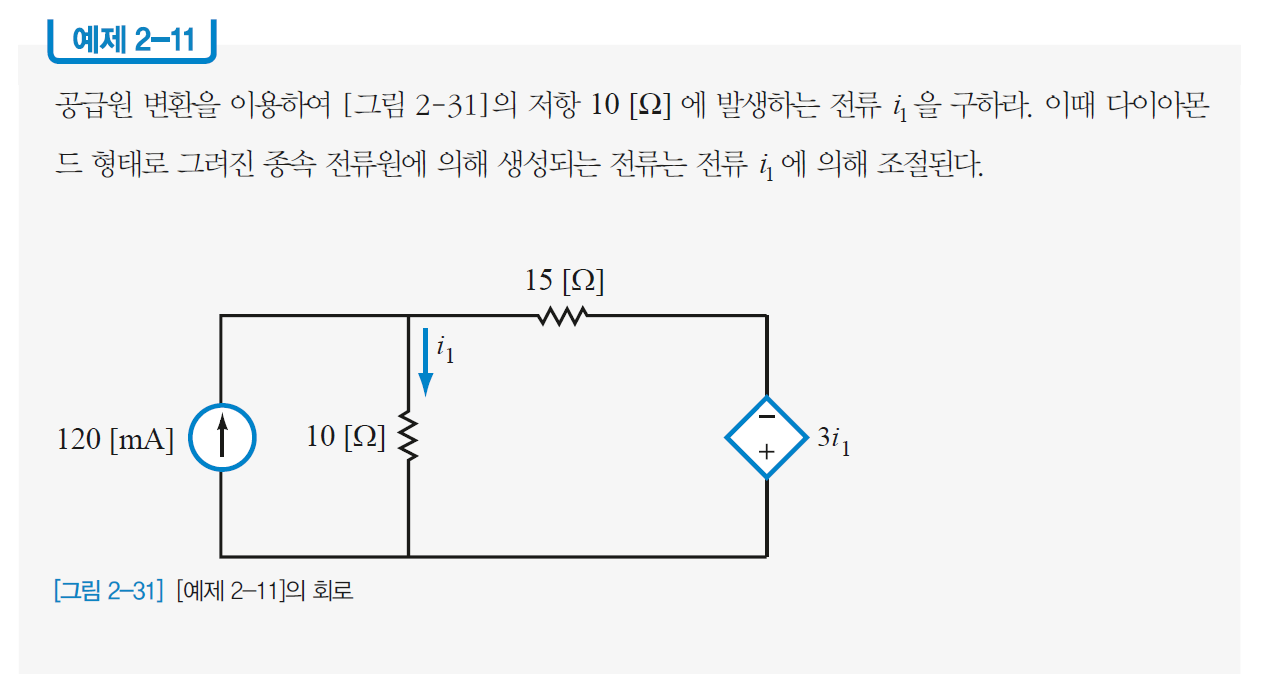 예제 2–11
공급원 변환을 이용하여 [그림 2-31]의 저항 10 [Ω] 에 발생하는 전류 i₁ 을 구하라. 이때 다이아몬
드 형태로 그려진 종속 전류원에 의해 생성되는 전류는 전류 i₁ 에 의해 조절된다.
15 [Ω]
i₁
120 [mA]
10 [Ω]
−
+
3i₁
[그림 2–31] [예제 2–11]의 회로